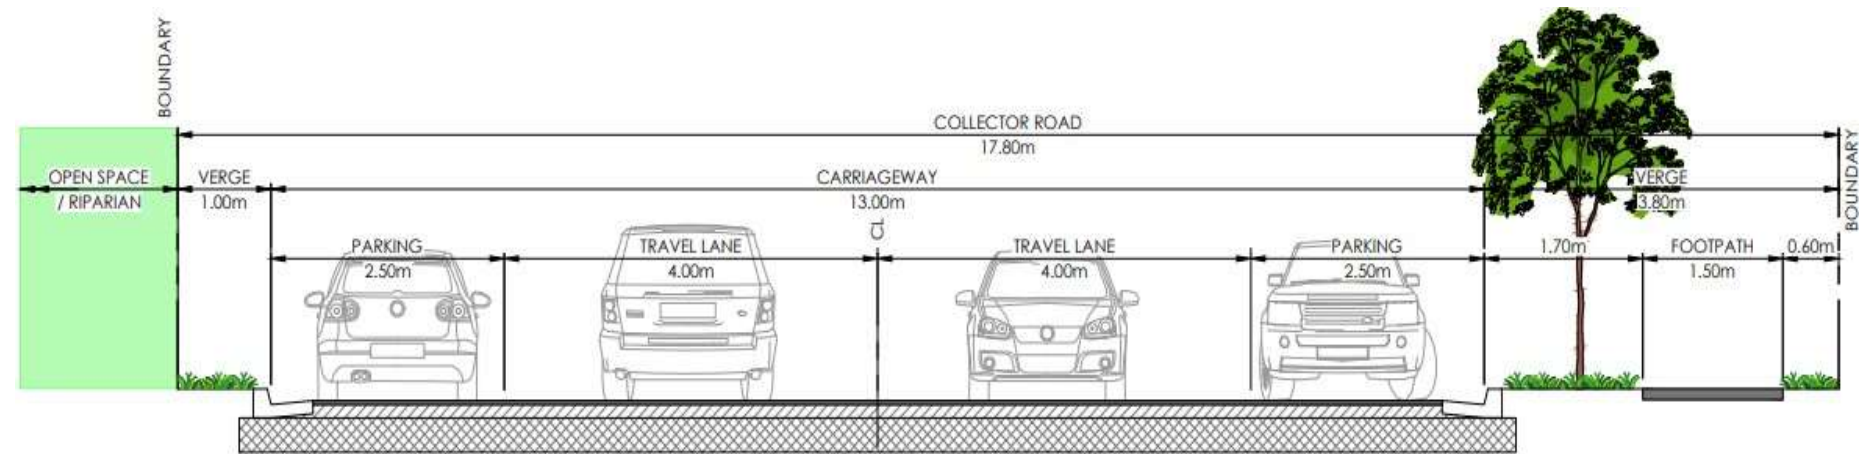 BOUNDARY
COLLECTOR ROAD
17.80m
BOUNDARY
OPEN SPACE
/ RIPARIAN
VERGE
1.00m
CARRIAGEWAY
13.00m
VERGE
3.80m
CL
PARKING
2.50m
TRAVEL LANE
4.00m
TRAVEL LANE
4.00m
PARKING
2.50m
1.70m
FOOTPATH
1.50m
0.60m